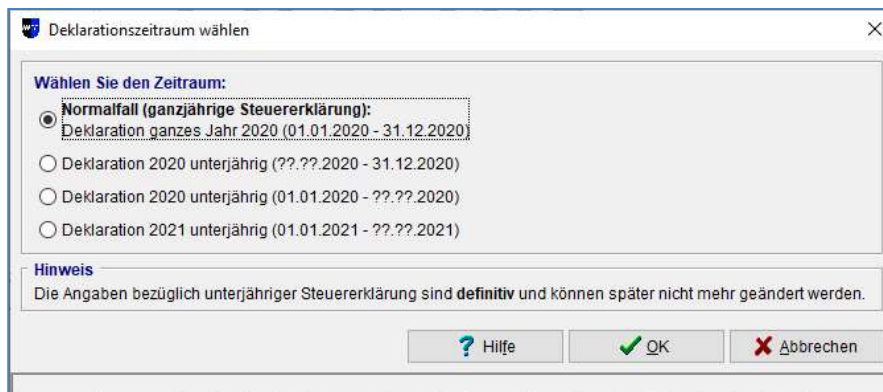 Deklarationszeitraum wählen
Wählen Sie den Zeitraum:
Normalfall (ganzjährige Steuererklärung):
Deklaration ganzes Jahr 2020 (01.01.2020 - 31.12.2020)
Deklaration 2020 unterjährig (??.??.2020 - 31.12.2020)
Deklaration 2020 unterjährig (01.01.2020 - ??.??.2020)
Deklaration 2021 unterjährig (01.01.2021 - ??.??.2021)
Hinweis
Die Angaben bezüglich unterjähriger Steuererklärung sind definitiv und können später nicht mehr geändert werden.
? Hilfe OK Abbrechen